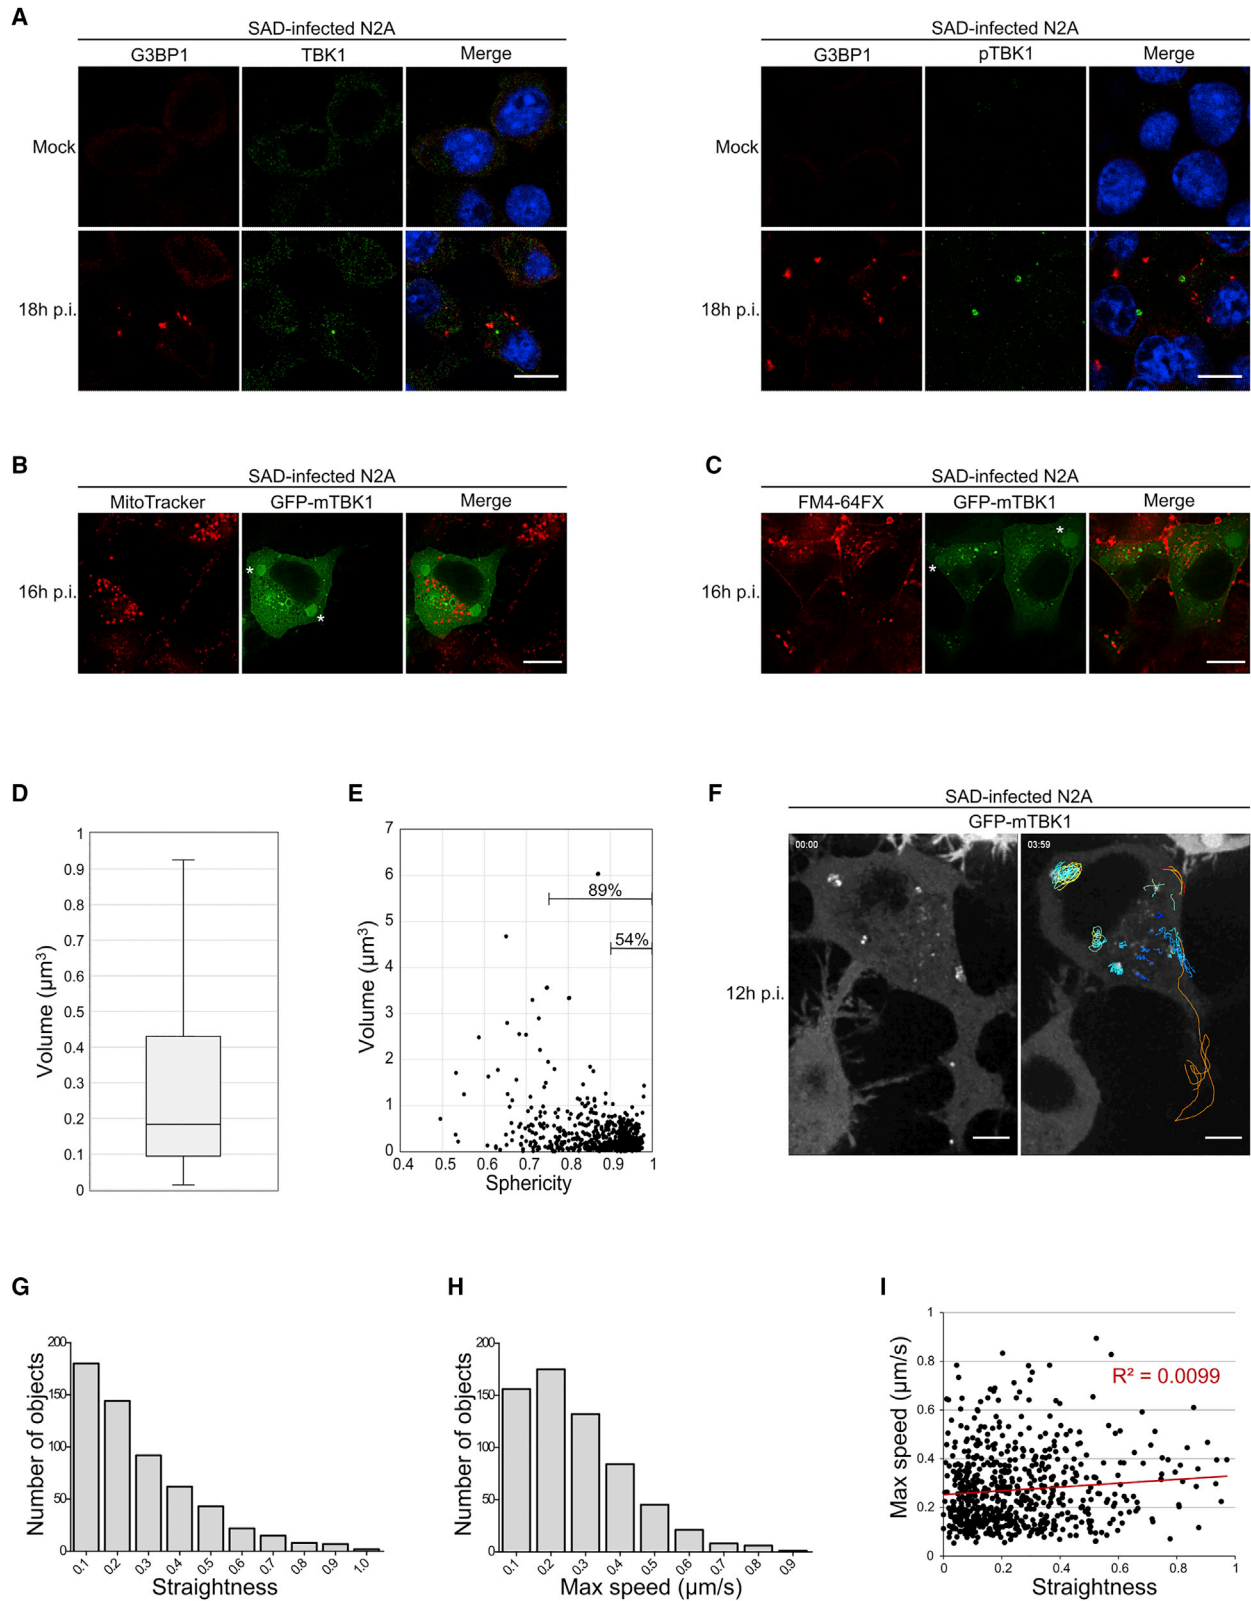 A
SAD-infected N2A
G3BP1 TBK1 Merge
Mock
18h p.i.
SAD-infected N2A
G3BP1 pTBK1 Merge
Mock
18h p.i.
B
SAD-infected N2A
MitoTracker GFP-mTBK1 Merge
16h p.i.
*
*
C
SAD-infected N2A
FM4-64FX GFP-mTBK1 Merge
16h p.i.
*
*
D
Volume (µm³)
1
0.9
0.8
0.7
0.6
0.5
0.4
0.3
0.2
0.1
0
E
Volume (µm³)
7
6
5
4
3
2
1
0
89%
54%
0.4 0.5 0.6 0.7 0.8 0.9 1
Sphericity
F
SAD-infected N2A
GFP-mTBK1
00:00
03:59
12h p.i.
G
Number of objects
200
150
100
50
0
0.1 0.2 0.3 0.4 0.5 0.6 0.7 0.8 0.9 1.0
Straightness
H
Number of objects
200
150
100
50
0
0.1 0.2 0.3 0.4 0.5 0.6 0.7 0.8 0.9
Max speed (µm/s)
I
Max speed (µm/s)
1
0.8
0.6
0.4
0.2
0
R² = 0.0099
0 0.2 0.4 0.6 0.8 1
Straightness